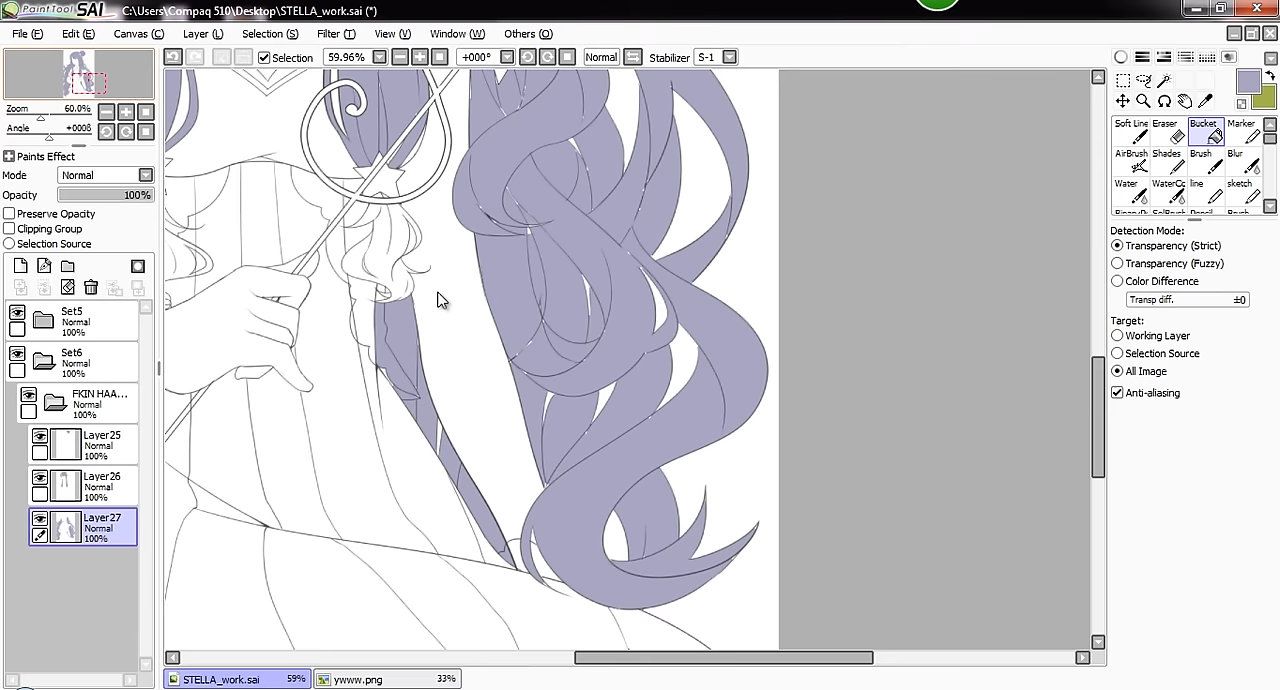 PaintTool SAI C:\Users\Compaq 510\Desktop\STELLA_work.sai (*)
File (F) Edit (E) Canvas (C) Layer (L) Selection (S) Filter (T) View (V) Window (W) Others (O)
Selection 59.96% +000° Normal Stabilizer S-1
Zoom 60.0%
Angle +000ß
Paints Effect
Mode Normal
Opacity 100%
Preserve Opacity
Clipping Group
Selection Source
Set5
Normal
100%
Set6
Normal
100%
FKIN HAA...
Normal
100%
Layer25
Normal
100%
Layer26
Normal
100%
Layer27
Normal
100%
Soft Line Eraser Bucket Marker
AirBrush Shades Brush Blur
Water WaterCo line sketch
Detection Mode:
Transparency (Strict)
Transparency (Fuzzy)
Color Difference
Transp diff. ±0
Target:
Working Layer
Selection Source
All Image
Anti-aliasing
STELLA_work.sai 59% ywww.png 33%